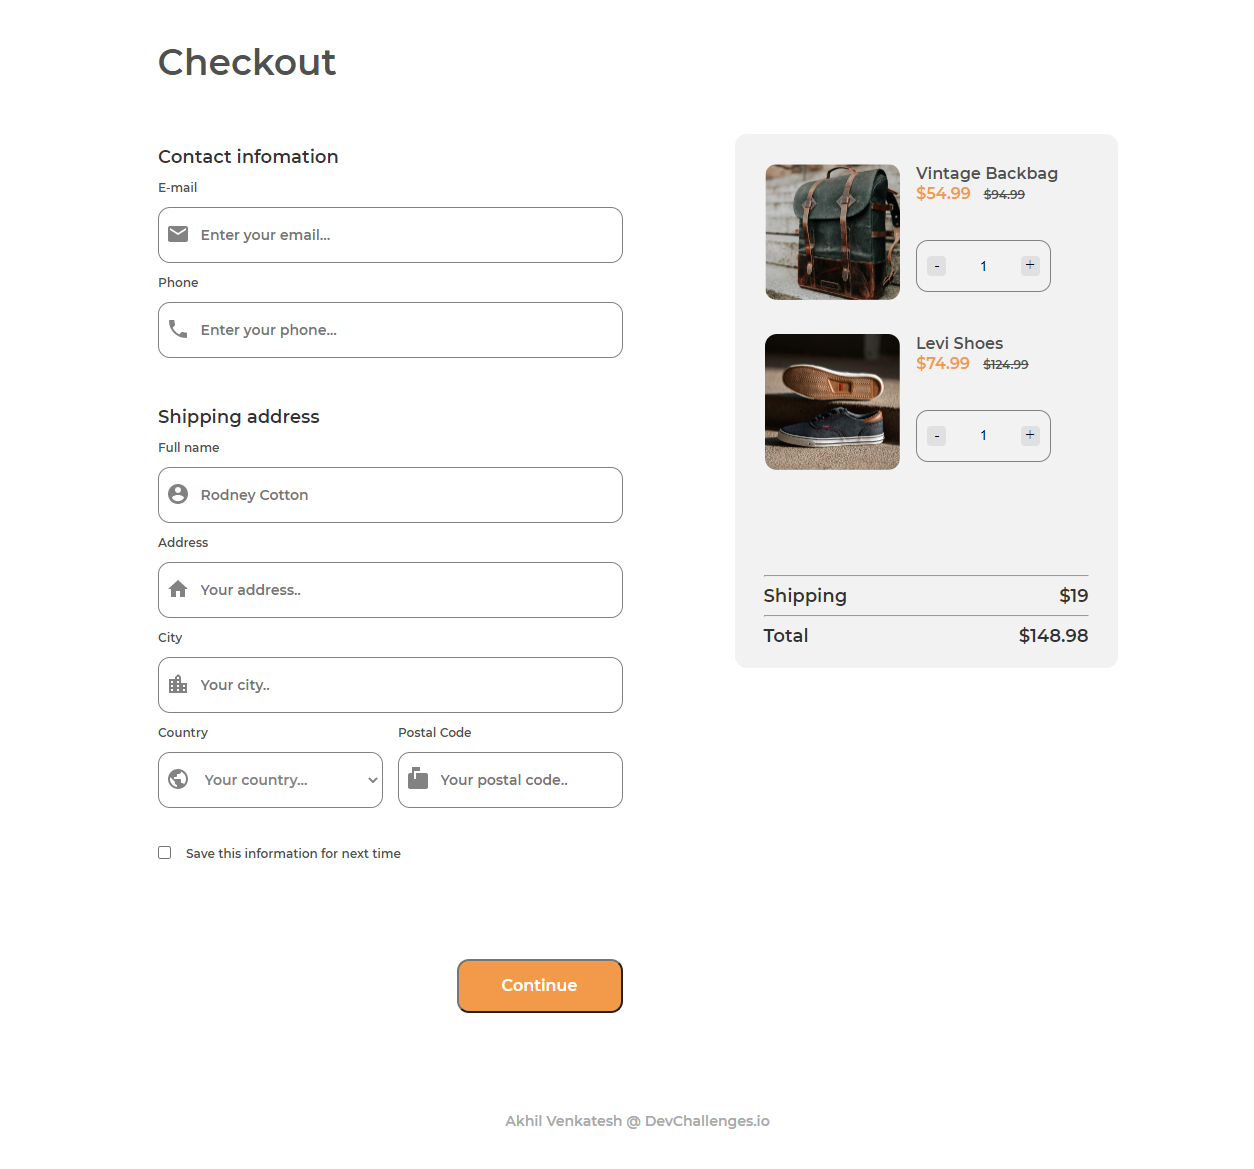 Checkout
Contact infomation
E-mail
Enter your email...
Phone
Enter your phone...
Shipping address
Full name
Rodney Cotton
Address
Your address..
City
Your city..
Country Postal Code
Your country... Your postal code..
Save this information for next time
Continue
Vintage Backbag
$54.99 $94.99
- 1 +
Levi Shoes
$74.99 $124.99
- 1 +
Shipping $19
Total $148.98
Akhil Venkatesh @ DevChallenges.io